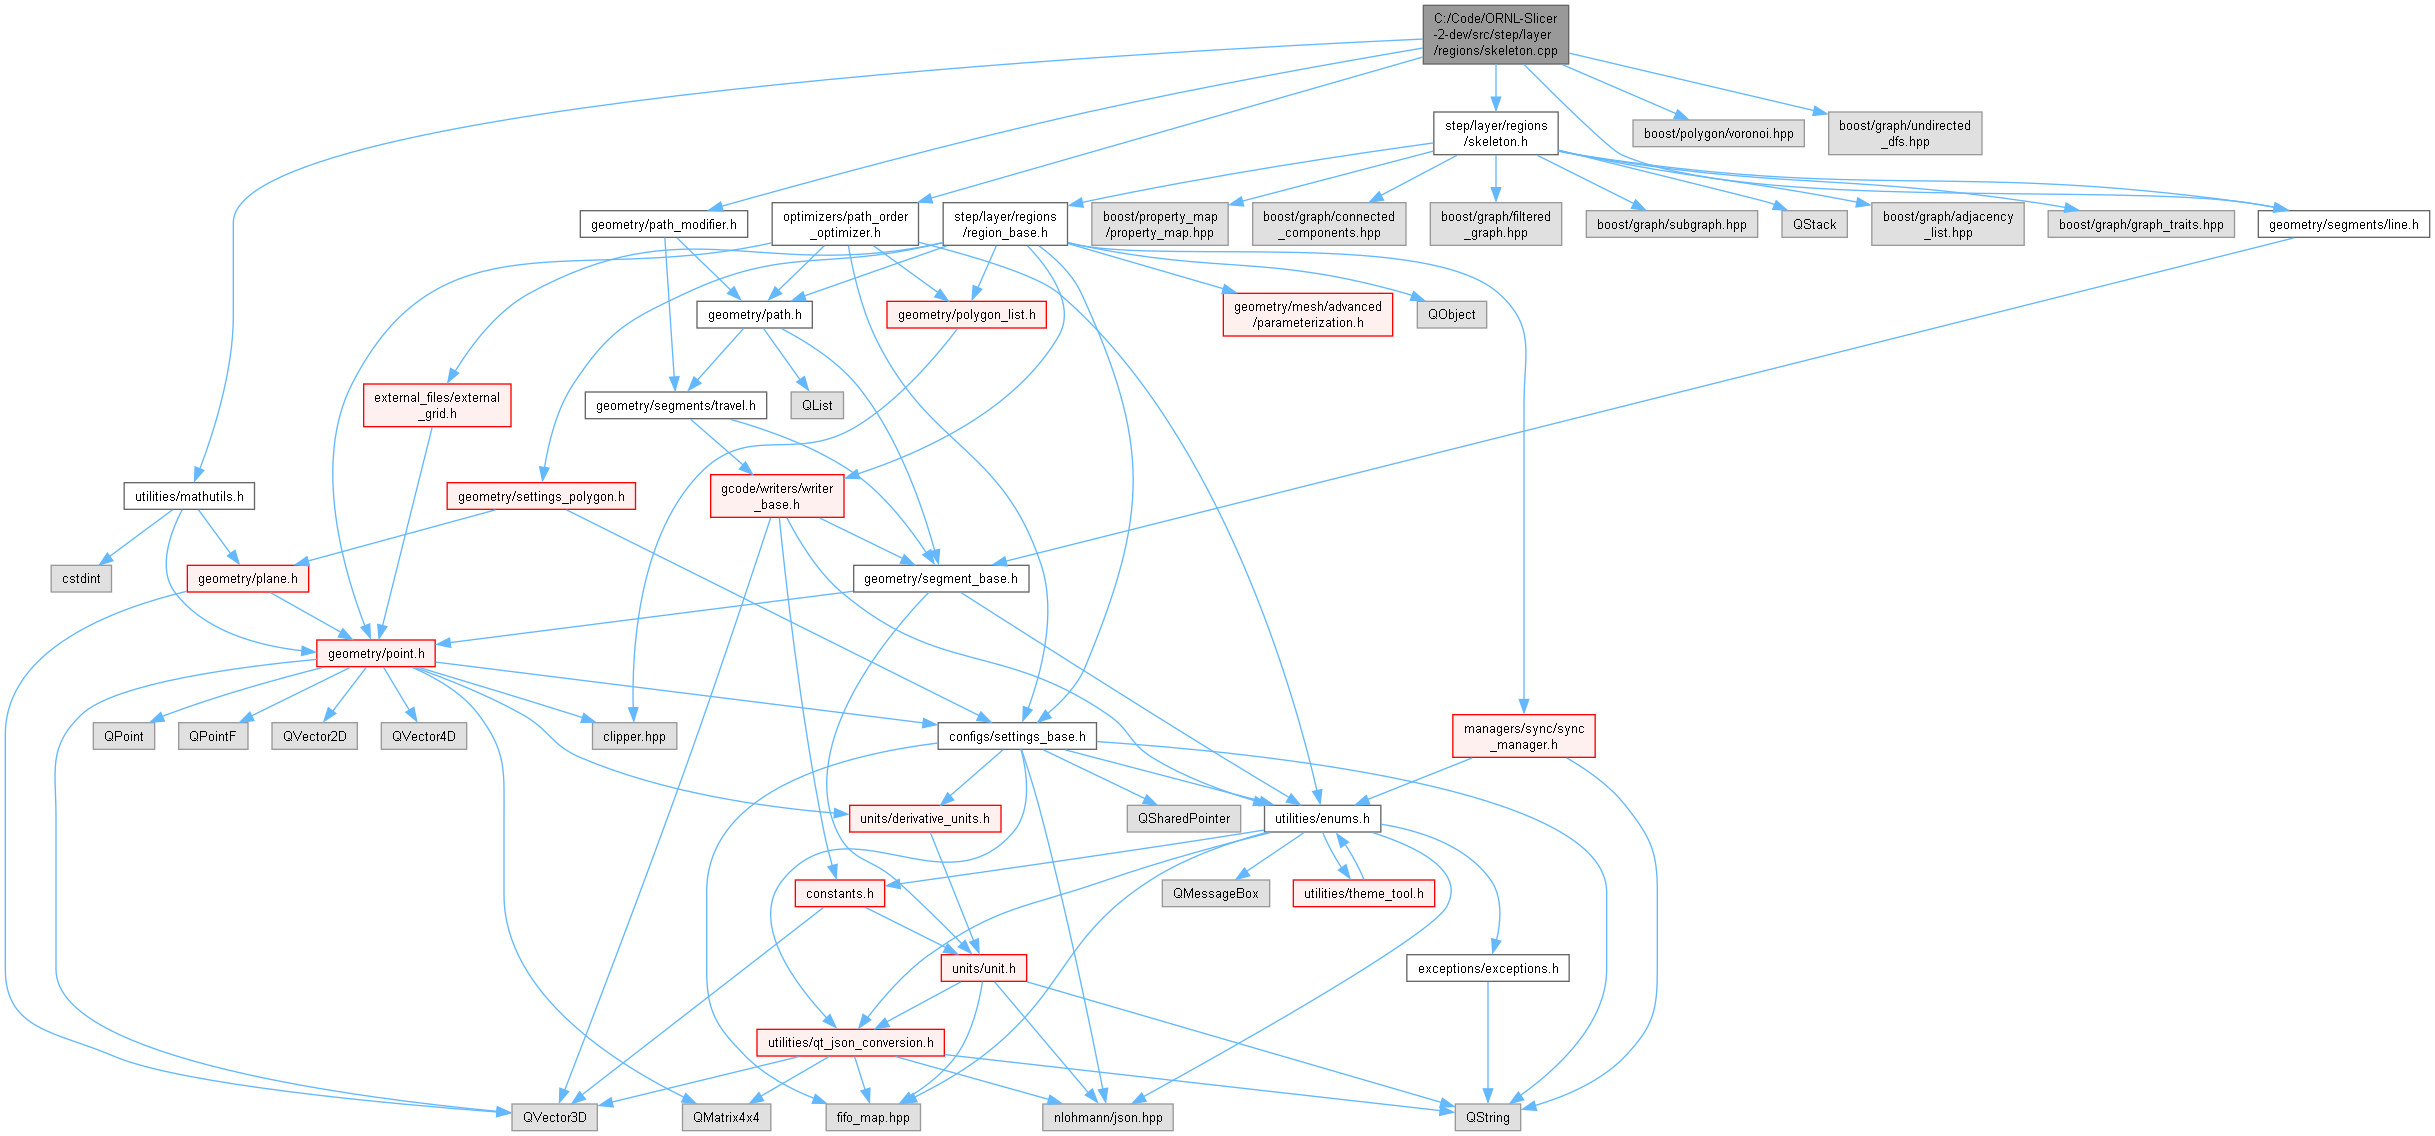 C:/Code/ORNL-Slicer
-2-dev/src/step/layer
/regions/skeleton.cpp
step/layer/regions
/skeleton.h
boost/polygon/voronoi.hpp
boost/graph/undirected
_dfs.hpp
geometry/path_modifier.h
optimizers/path_order
_optimizer.h
step/layer/regions
/region_base.h
boost/property_map
/property_map.hpp
boost/graph/connected
_components.hpp
boost/graph/filtered
_graph.hpp
boost/graph/subgraph.hpp
QStack
boost/graph/adjacency
_list.hpp
boost/graph/graph_traits.hpp
geometry/segments/line.h
geometry/path.h
geometry/polygon_list.h
geometry/mesh/advanced
/parameterization.h
QObject
external_files/external
_grid.h
geometry/segments/travel.h
QList
utilities/mathutils.h
geometry/settings_polygon.h
gcode/writers/writer
_base.h
cstdint
geometry/plane.h
geometry/segment_base.h
geometry/point.h
QPoint
QPointF
QVector2D
QVector4D
clipper.hpp
configs/settings_base.h
managers/sync/sync
_manager.h
units/derivative_units.h
QSharedPointer
utilities/enums.h
constants.h
QMessageBox
utilities/theme_tool.h
units/unit.h
exceptions/exceptions.h
utilities/qt_json_conversion.h
QVector3D
QMatrix4x4
fifo_map.hpp
nlohmann/json.hpp
QString